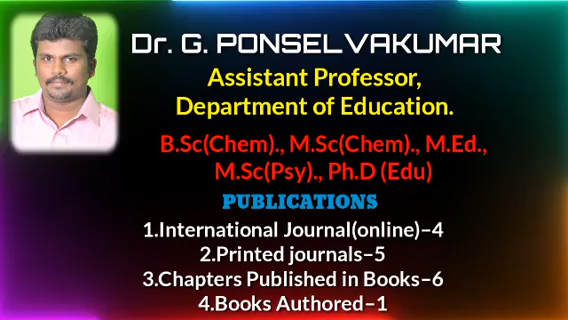 Dr. G. PONSELVAKUMAR
Assistant Professor,
Department of Education.
B.Sc(Chem)., M.Sc(Chem)., M.Ed.,
M.Sc(Psy)., Ph.D (Edu)
PUBLICATIONS
1.International Journal(online)–4
2.Printed journals–5
3.Chapters Published in Books–6
4.Books Authored–1